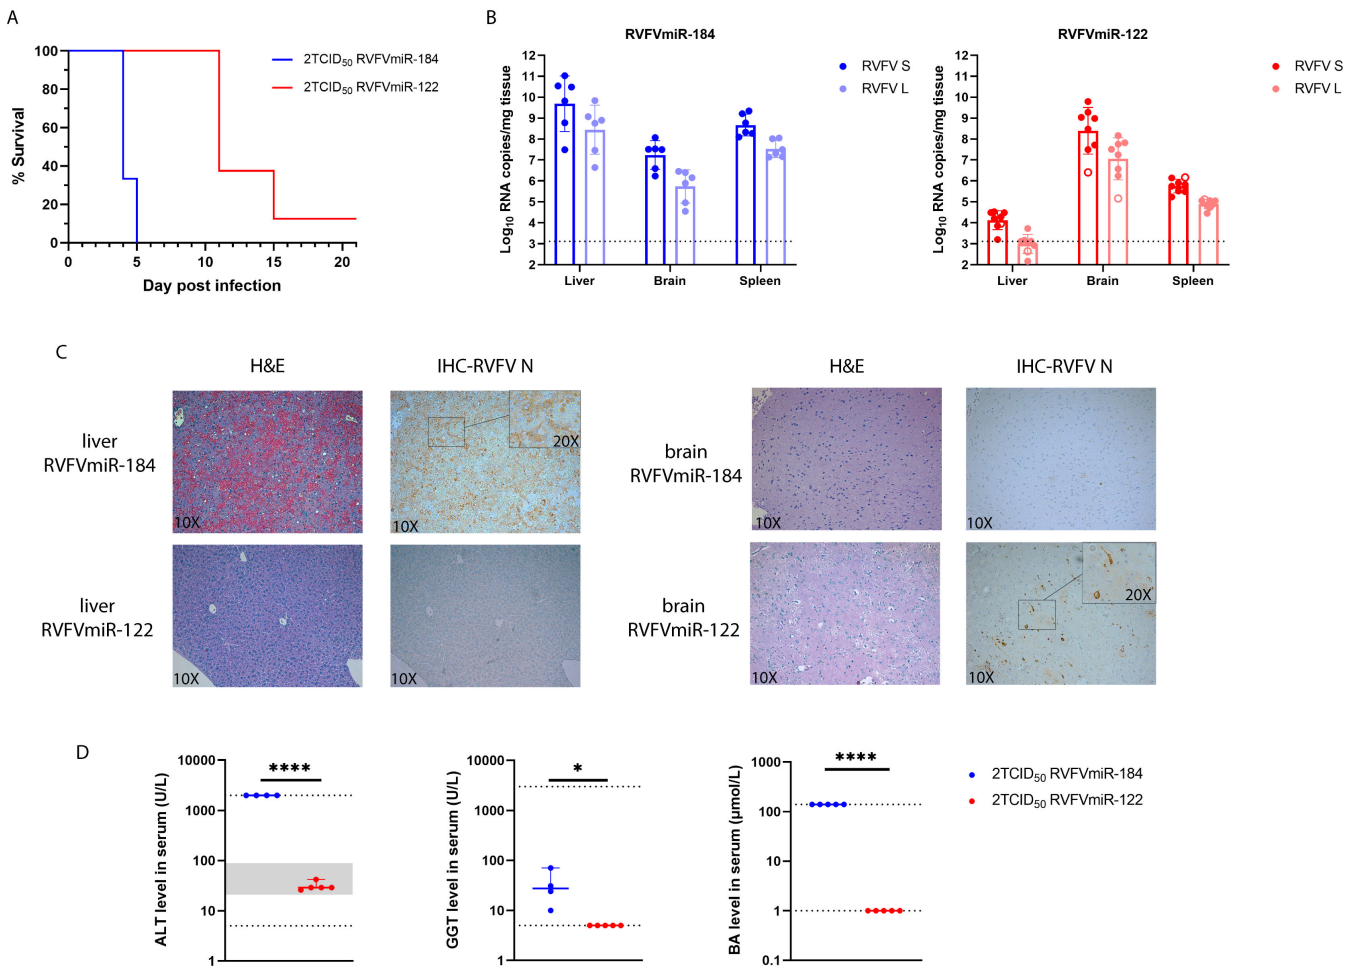 A
% Survival
100
80
60
40
20
0
0 5 10 15 20
Day post infection
2TCID50 RVFVmiR-184
2TCID50 RVFVmiR-122
B
RVFVmiR-184
Log10 RNA copies/mg tissue
12
11
10
9
8
7
6
5
4
3
2
Liver Brain Spleen
RVFV S
RVFV L
RVFVmiR-122
Log10 RNA copies/mg tissue
12
11
10
9
8
7
6
5
4
3
2
Liver Brain Spleen
RVFV S
RVFV L
C
H&E IHC-RVFV N
liver
RVFVmiR-184
10X
20X
10X
liver
RVFVmiR-122
10X
10X
H&E IHC-RVFV N
brain
RVFVmiR-184
10X
10X
brain
RVFVmiR-122
10X
20X
10X
D
ALT level in serum (U/L)
10000
1000
100
10
1
****
GGT level in serum (U/L)
10000
1000
100
10
1
*
BA level in serum (µmol/L)
1000
100
10
1
0.1
****
2TCID50 RVFVmiR-184
2TCID50 RVFVmiR-122